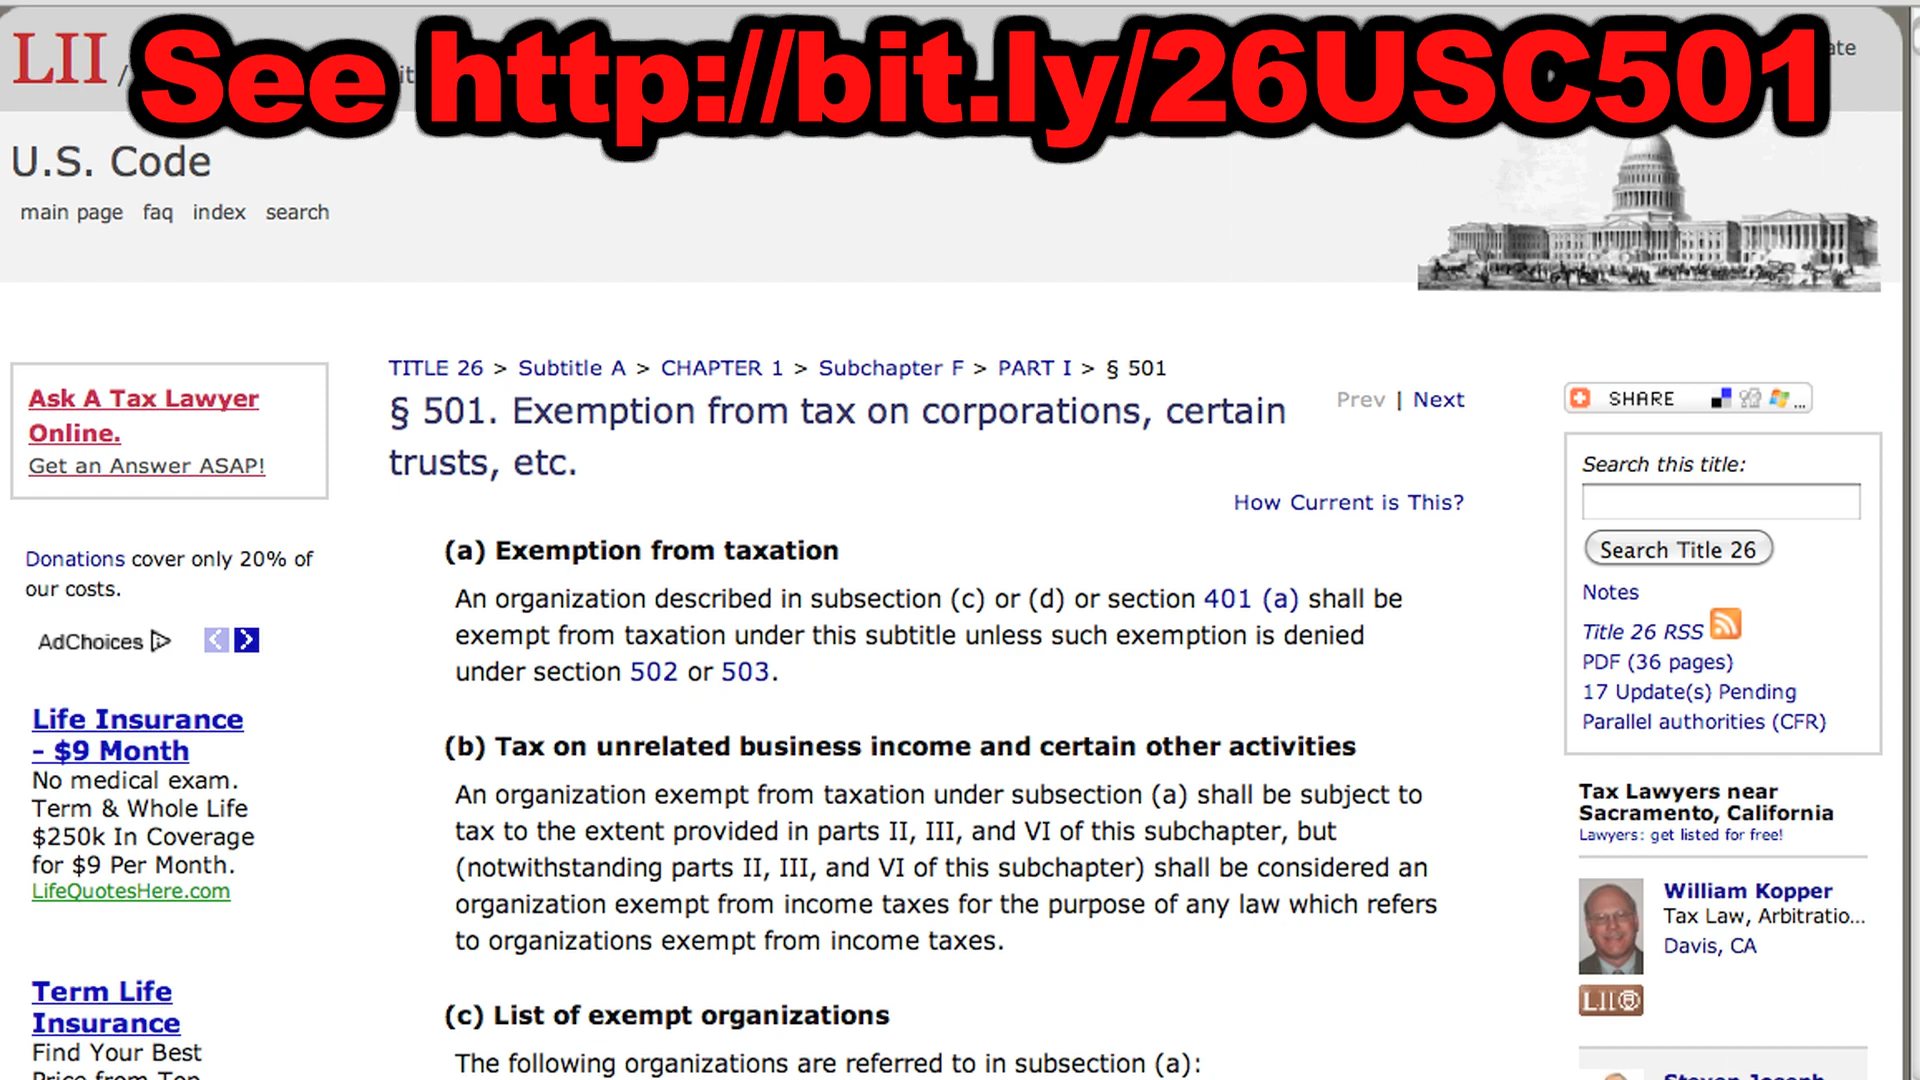 See http://bit.ly/26USC501
LII /
U.S. Code
main page faq index search
TITLE 26 > Subtitle A > CHAPTER 1 > Subchapter F > PART I > § 501
§ 501. Exemption from tax on corporations, certain
trusts, etc.
Prev | Next
How Current is This?
(a) Exemption from taxation
An organization described in subsection (c) or (d) or section 401 (a) shall be
exempt from taxation under this subtitle unless such exemption is denied
under section 502 or 503.
(b) Tax on unrelated business income and certain other activities
An organization exempt from taxation under subsection (a) shall be subject to
tax to the extent provided in parts II, III, and VI of this subchapter, but
(notwithstanding parts II, III, and VI of this subchapter) shall be considered an
organization exempt from income taxes for the purpose of any law which refers
to organizations exempt from income taxes.
(c) List of exempt organizations
The following organizations are referred to in subsection (a):
Ask A Tax Lawyer
Online.
Get an Answer ASAP!
Donations cover only 20% of
our costs.
AdChoices
Life Insurance
- $9 Month
No medical exam.
Term & Whole Life
$250k In Coverage
for $9 Per Month.
LifeQuotesHere.com
Term Life
Insurance
Find Your Best
Price from Top
SHARE ...
Search this title:
Search Title 26
Notes
Title 26 RSS
PDF (36 pages)
17 Update(s) Pending
Parallel authorities (CFR)
Tax Lawyers near
Sacramento, California
Lawyers: get listed for free!
William Kopper
Tax Law, Arbitratio...
Davis, CA
LII
Steven Joseph